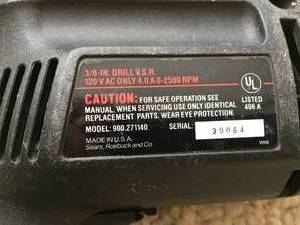 3/8-IN. DRILL V.S.R.
120 V AC ONLY 4.0 A 0-2500 RPM
CAUTION: FOR SAFE OPERATION SEE
MANUAL. WHEN SERVICING USE ONLY IDENTICAL
REPLACEMENT PARTS. WEAR EYE PROTECTION.
UL
LISTED
406 A
MODEL: 900.271140 SERIAL: 39064
MADE IN U.S.A.
Sears, Roebuck and Co.